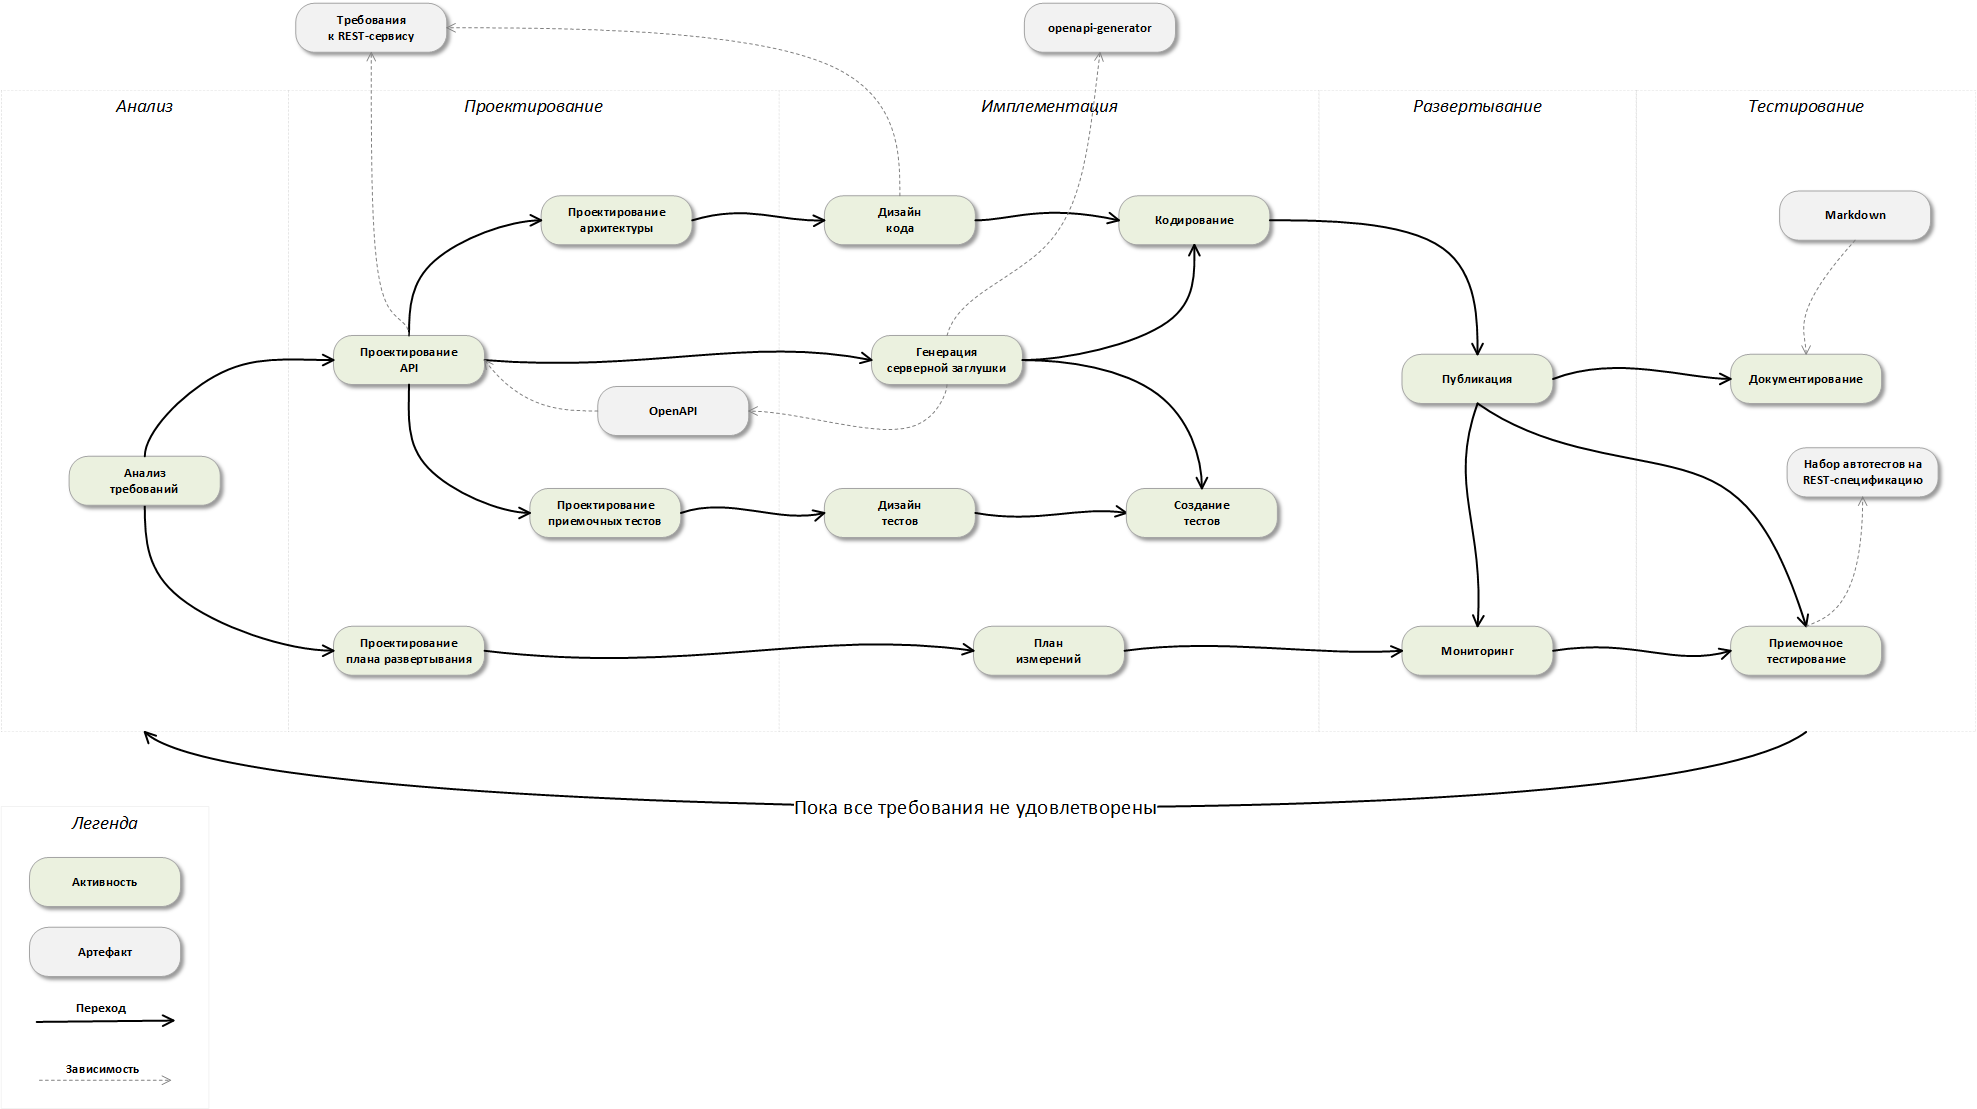 Требования
к REST-сервису
openapi-generator
Анализ
Проектирование
Имплементация
Развертывание
Тестирование
Проектирование
архитектуры
Дизайн
кода
Кодирование
Markdown
Проектирование
API
Генерация
серверной заглушки
Публикация
Документирование
OpenAPI
Анализ
требований
Набор автотестов на
REST-спецификацию
Проектирование
приемочных тестов
Дизайн
тестов
Создание
тестов
Проектирование
плана развертывания
План
измерений
Мониторинг
Приемочное
тестирование
Пока все требования не удовлетворены
Легенда
Активность
Артефакт
Переход
Зависимость